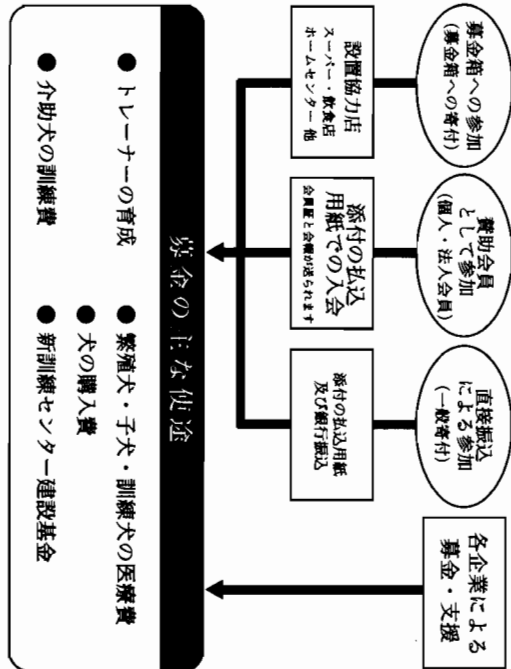 募金箱への参加
(募金箱への寄付)
賛助会員
として参加
(個人・法人会員)
直接振込
による参加
(一般寄付)
各企業による
募金・支援
設置協力店
スーパー・飲食店
ホームセンター 他
添付の払込
用紙での入会
会員証と会報が送られます
添付の払込用紙
及び銀行振込
募金の主な使途
● トレーナーの育成
● 介助犬の訓練費
● 繁殖犬・子犬・訓練犬の医療費
● 犬の購入費
● 新訓練センター建設基金